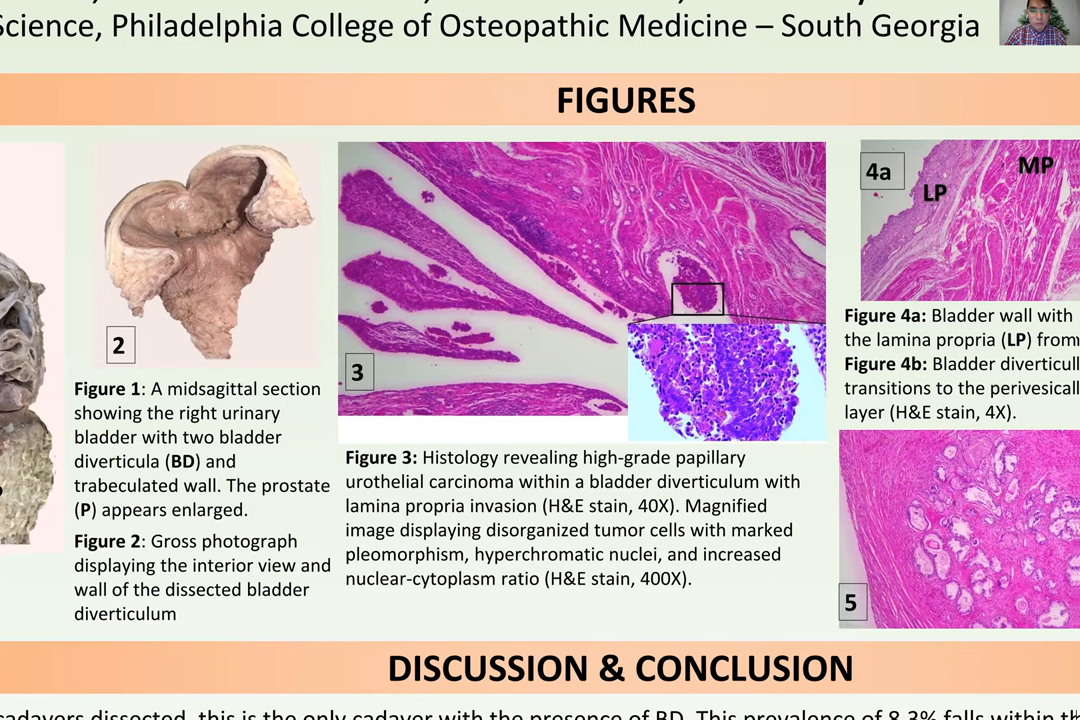 Science, Philadelphia College of Osteopathic Medicine – South Georgia
FIGURES
2
Figure 1: A midsagittal section
showing the right urinary
bladder with two bladder
diverticula (BD) and
trabeculated wall. The prostate
(P) appears enlarged.
Figure 2: Gross photograph
displaying the interior view and
wall of the dissected bladder
diverticulum
3
Figure 3: Histology revealing high-grade papillary
urothelial carcinoma within a bladder diverticulum with
lamina propria invasion (H&E stain, 40X). Magnified
image displaying disorganized tumor cells with marked
pleomorphism, hyperchromatic nuclei, and increased
nuclear-cytoplasm ratio (H&E stain, 400X).
4a
LP
MP
Figure 4a: Bladder wall with
the lamina propria (LP) from
Figure 4b: Bladder diverticul
transitions to the perivesical
layer (H&E stain, 4X).
5
DISCUSSION & CONCLUSION
cadavers dissected, this is the only cadaver with the presence of BD. This prevalence of 8.3% falls within th